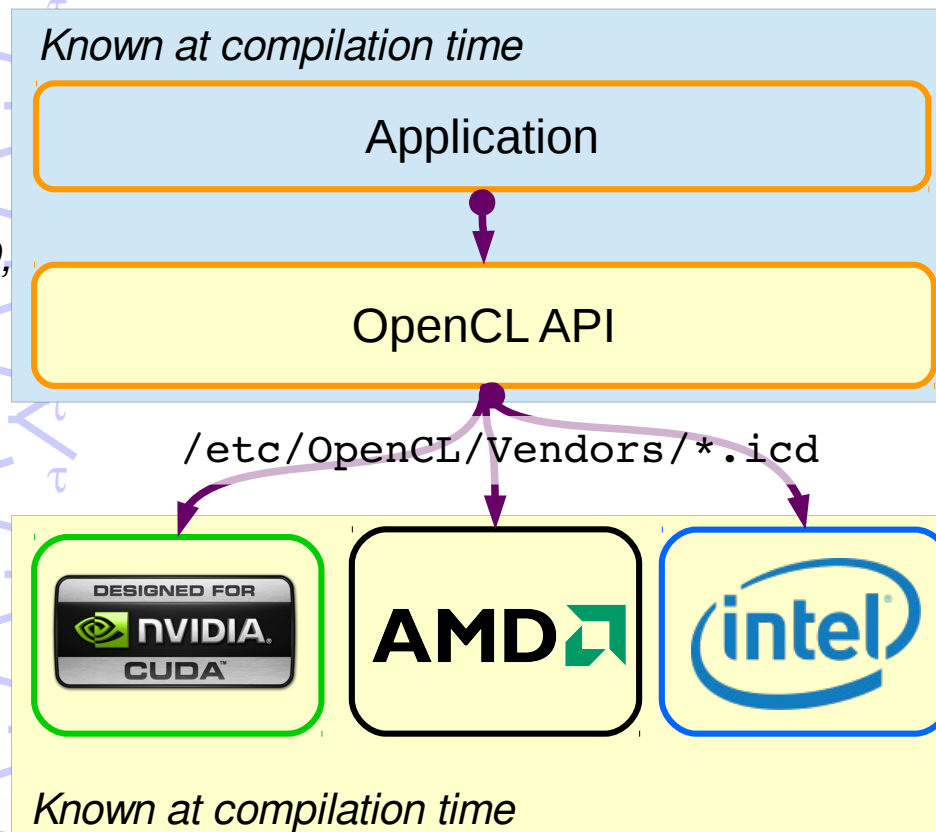 Known at compilation time
Application
),
OpenCL API
τ
/etc/OpenCL/Vendors/*.icd
τ
DESIGNED FOR
NVIDIA.
CUDA™
AMD
intel®
Known at compilation time